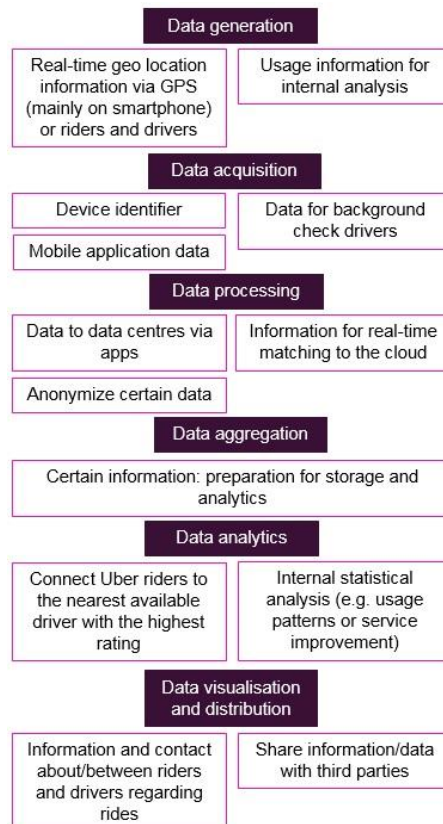 Data generation
Real-time geo location
information via GPS
(mainly on smartphone)
or riders and drivers
Usage information for
internal analysis
Data acquisition
Device identifier
Mobile application data
Data for background
check drivers
Data processing
Data to data centres via
apps
Anonymize certain data
Information for real-time
matching to the cloud
Data aggregation
Certain information: preparation for storage and
analytics
Data analytics
Connect Uber riders to
the nearest available
driver with the highest
rating
Internal statistical
analysis (e.g. usage
patterns or service
improvement)
Data visualisation
and distribution
Information and contact
about/between riders
and drivers regarding
rides
Share information/data
with third parties